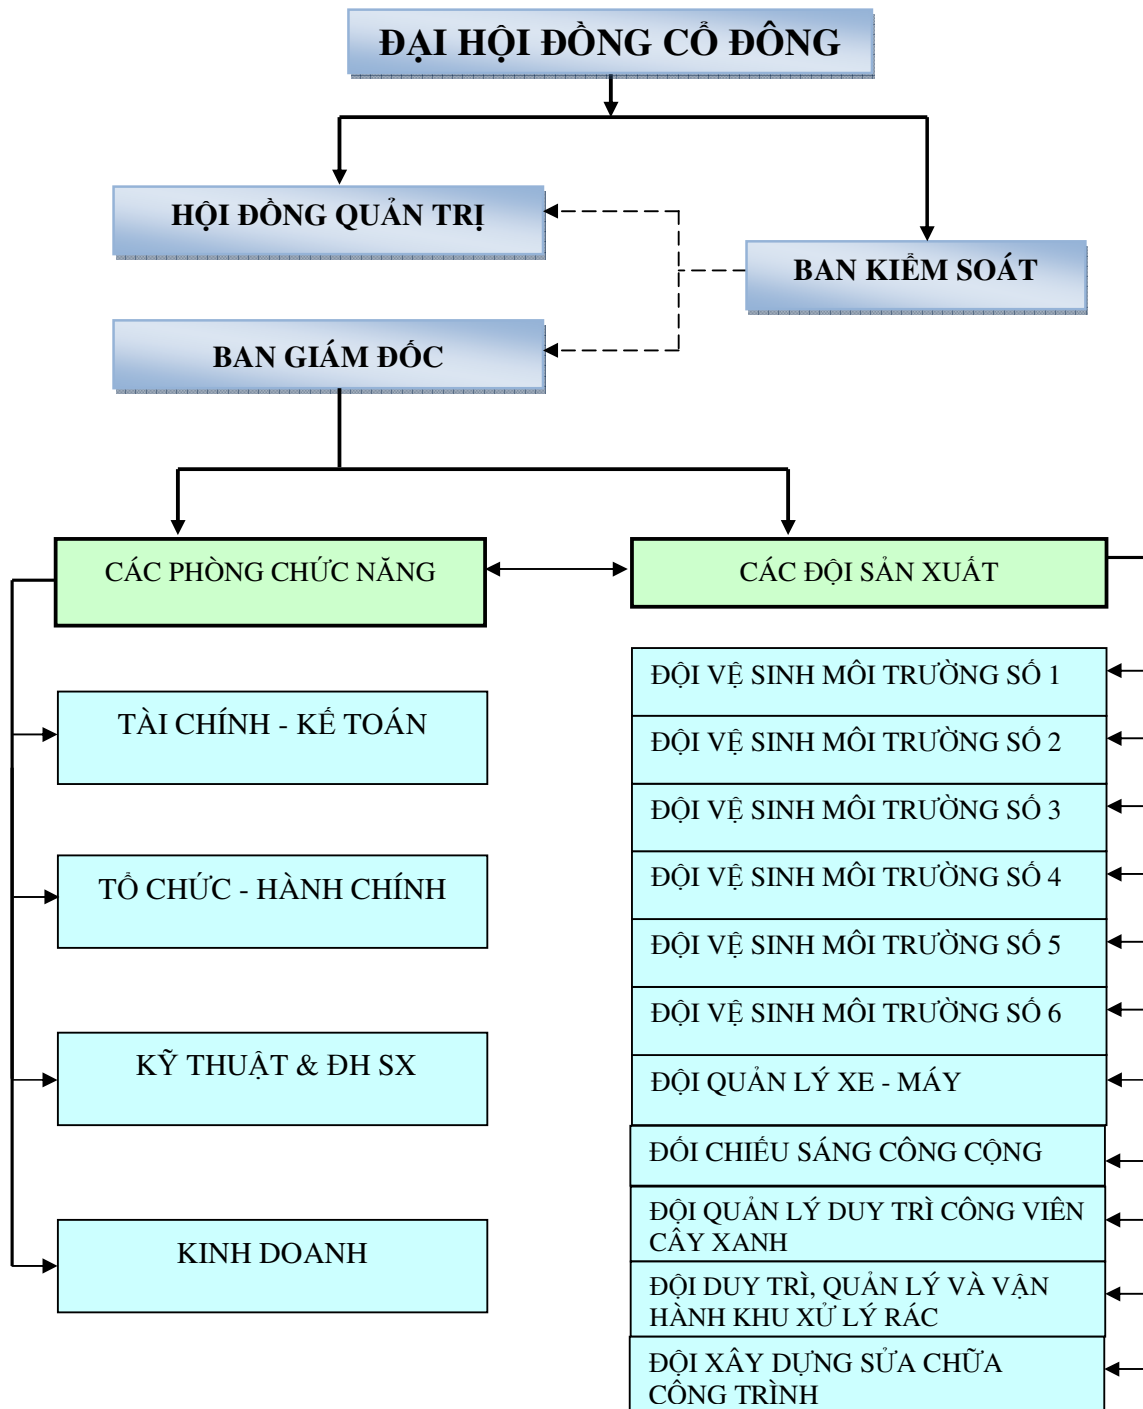 ĐẠI HỘI ĐỒNG CỔ ĐÔNG
HỘI ĐỒNG QUẢN TRỊ
BAN KIỂM SOÁT
BAN GIÁM ĐỐC
CÁC PHÒNG CHỨC NĂNG
TÀI CHÍNH - KẾ TOÁN
TỔ CHỨC - HÀNH CHÍNH
KỸ THUẬT & ĐH SX
KINH DOANH
CÁC ĐỘI SẢN XUẤT
ĐỘI VỆ SINH MÔI TRƯỜNG SỐ 1
ĐỘI VỆ SINH MÔI TRƯỜNG SỐ 2
ĐỘI VỆ SINH MÔI TRƯỜNG SỐ 3
ĐỘI VỆ SINH MÔI TRƯỜNG SỐ 4
ĐỘI VỆ SINH MÔI TRƯỜNG SỐ 5
ĐỘI VỆ SINH MÔI TRƯỜNG SỐ 6
ĐỘI QUẢN LÝ XE - MÁY
ĐỐI CHIẾU SÁNG CÔNG CỘNG
ĐỘI QUẢN LÝ DUY TRÌ CÔNG VIÊN
CÂY XANH
ĐỘI DUY TRÌ, QUẢN LÝ VÀ VẬN
HÀNH KHU XỬ LÝ RÁC
ĐỘI XÂY DỰNG SỬA CHỮA
CÔNG TRÌNH